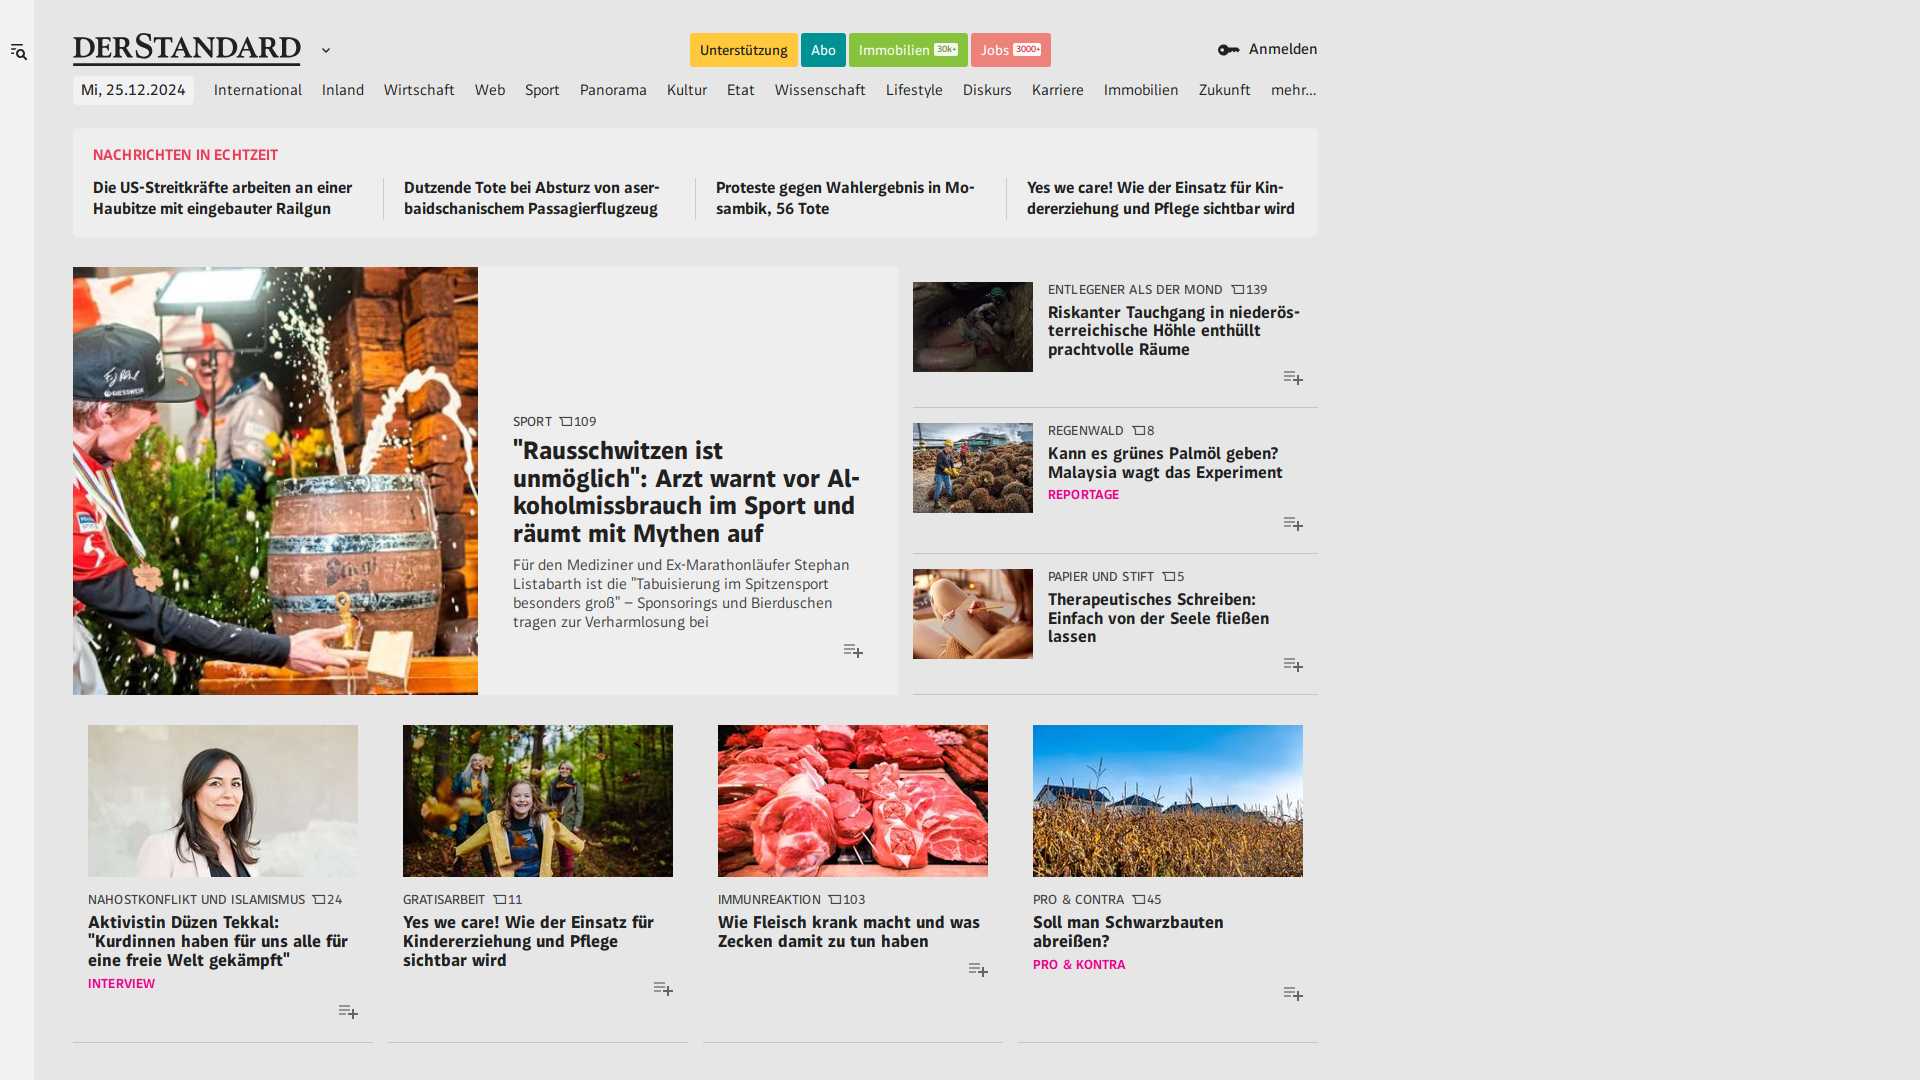 DERSTANDARD
Unterstützung
Abo
Immobilien 30k+
Jobs 3000+
Anmelden
Mi, 25.12.2024
International
Inland
Wirtschaft
Web
Sport
Panorama
Kultur
Etat
Wissenschaft
Lifestyle
Diskurs
Karriere
Immobilien
Zukunft
mehr...
NACHRICHTEN IN ECHTZEIT
Die US-Streitkräfte arbeiten an einer
Haubitze mit eingebauter Railgun
Dutzende Tote bei Absturz von aser-
baidschanischem Passagierflugzeug
Proteste gegen Wahlergebnis in Mo-
sambik, 56 Tote
Yes we care! Wie der Einsatz für Kin-
dererziehung und Pflege sichtbar wird
SPORT 109
"Rausschwitzen ist
unmöglich": Arzt warnt vor Al-
koholmissbrauch im Sport und
räumt mit Mythen auf
Für den Mediziner und Ex-Marathonläufer Stephan
Listabarth ist die "Tabuisierung im Spitzensport
besonders groß" – Sponsorings und Bierduschen
tragen zur Verharmlosung bei
ENTLEGENER ALS DER MOND 139
Riskanter Tauchgang in niederös-
terreichische Höhle enthüllt
prachtvolle Räume
REGENWALD 8
Kann es grünes Palmöl geben?
Malaysia wagt das Experiment
REPORTAGE
PAPIER UND STIFT 5
Therapeutisches Schreiben:
Einfach von der Seele fließen
lassen
NAHOSTKONFLIKT UND ISLAMISMUS 24
Aktivistin Düzen Tekkal:
"Kurdinnen haben für uns alle für
eine freie Welt gekämpft"
INTERVIEW
GRATISARBEIT 11
Yes we care! Wie der Einsatz für
Kindererziehung und Pflege
sichtbar wird
IMMUNREAKTION 103
Wie Fleisch krank macht und was
Zecken damit zu tun haben
PRO & CONTRA 45
Soll man Schwarzbauten
abreißen?
PRO & KONTRA